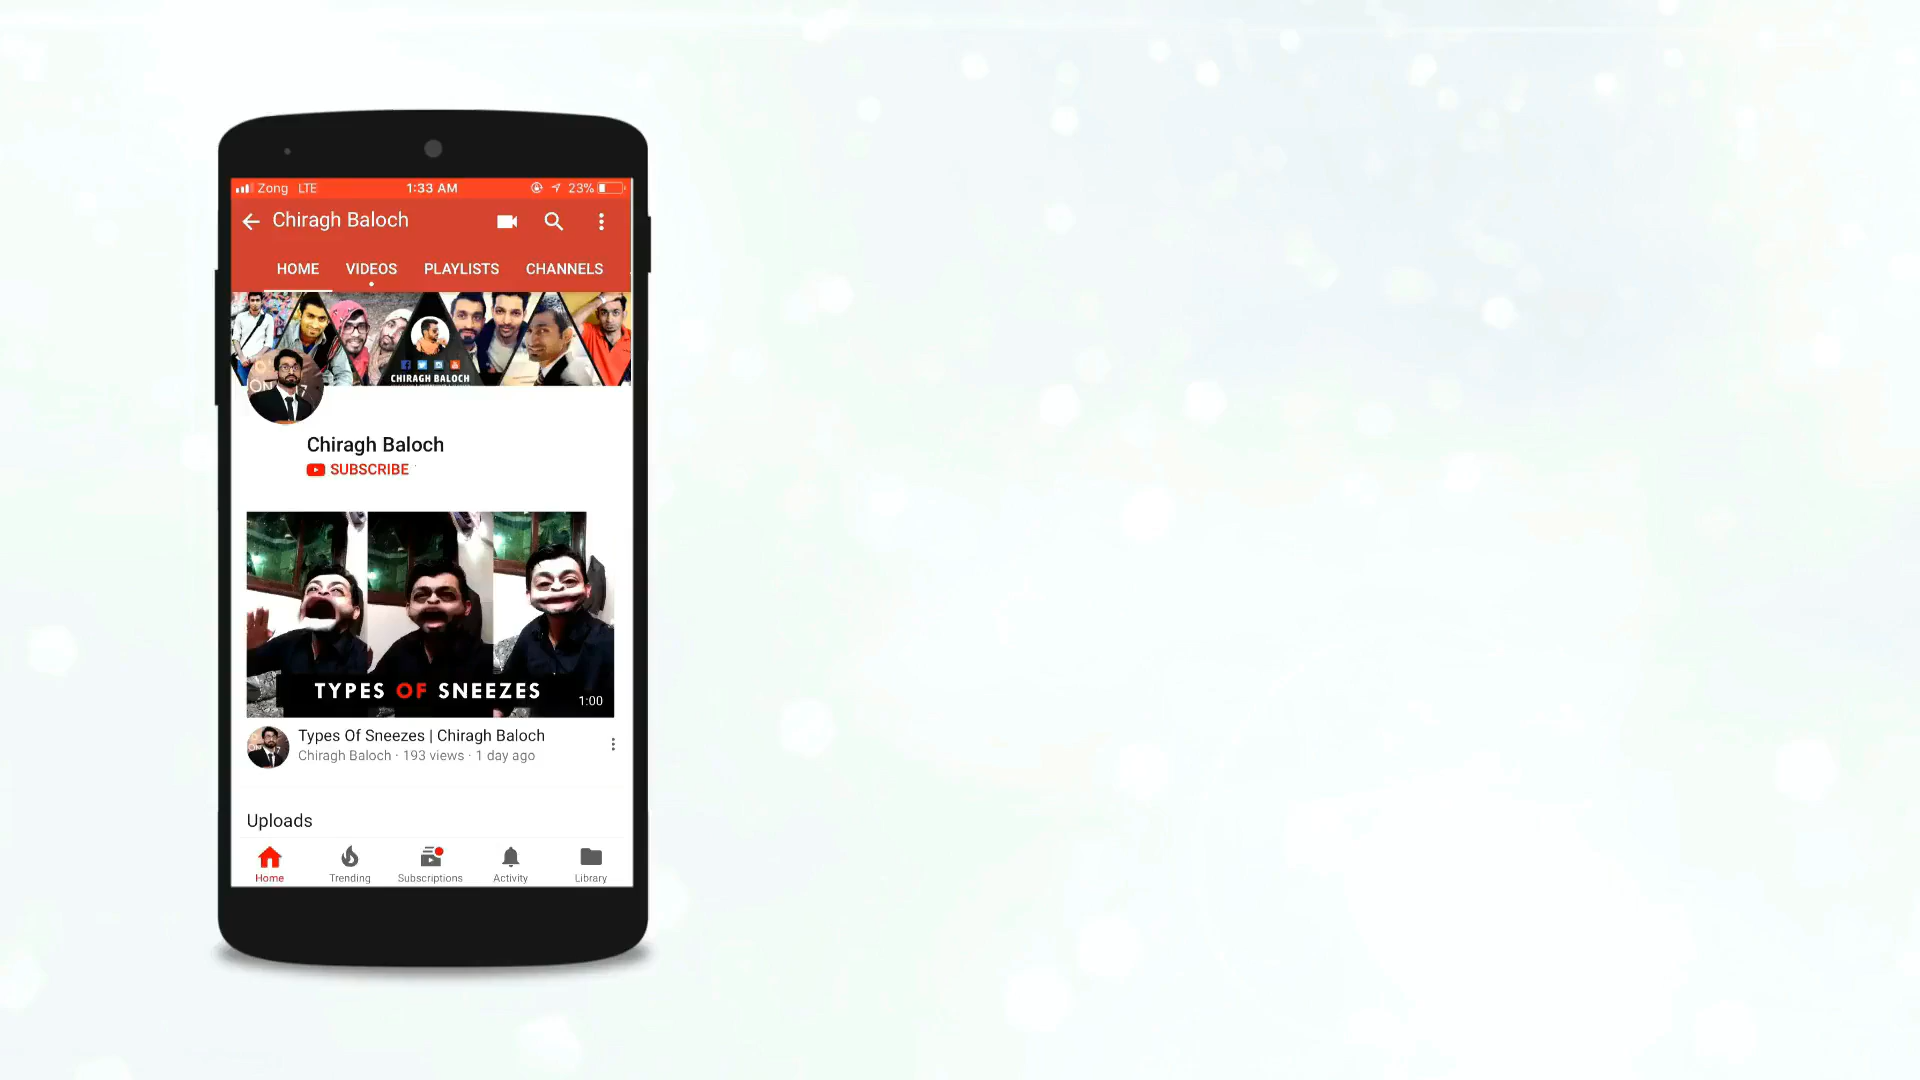 Zong LTE 1:33 AM 23%
Chiragh Baloch
HOME VIDEOS PLAYLISTS CHANNELS
CHIRAGH BALOCH
Chiragh Baloch
SUBSCRIBE
TYPES OF SNEEZES
1:00
Types Of Sneezes | Chiragh Baloch
Chiragh Baloch · 193 views · 1 day ago
Uploads
Home Trending Subscriptions Activity Library